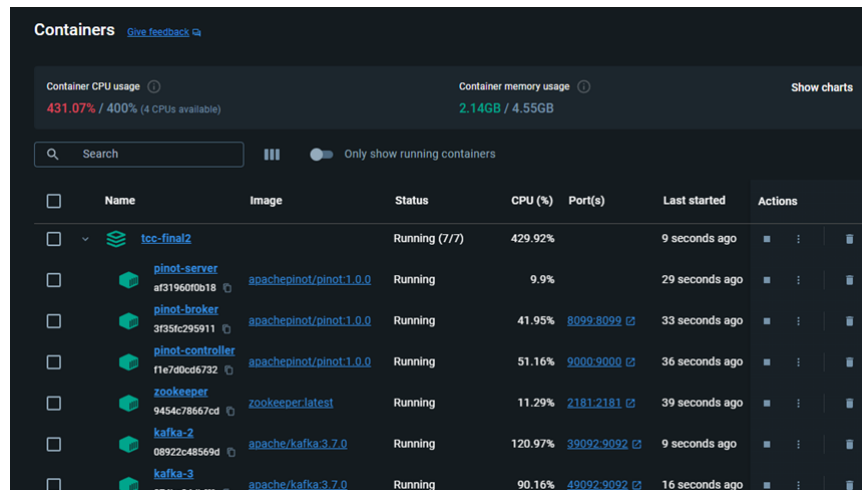 Containers Give feedback
Container CPU usage
431.07% / 400% (4 CPUs available)
Container memory usage
2.14GB / 4.55GB
Show charts
Search
Only show running containers
Name Image Status CPU (%) Port(s) Last started Actions
tcc-final2 Running (7/7) 429.92% 9 seconds ago
pinot-server
af31960f0b18 apachepinot/pinot:1.0.0 Running 9.9% 29 seconds ago
pinot-broker
3f35fc295911 apachepinot/pinot:1.0.0 Running 41.95% 8099:8099 33 seconds ago
pinot-controller
f1e7d0cd6732 apachepinot/pinot:1.0.0 Running 51.16% 9000:9000 36 seconds ago
zookeeper
9454c78667cd zookeeper:latest Running 11.29% 2181:2181 39 seconds ago
kafka-2
08922c48569d apache/kafka:3.7.0 Running 120.97% 39092:9092 9 seconds ago
kafka-3
apache/kafka:3.7.0 Running 90.16% 49092:9092 16 seconds ago